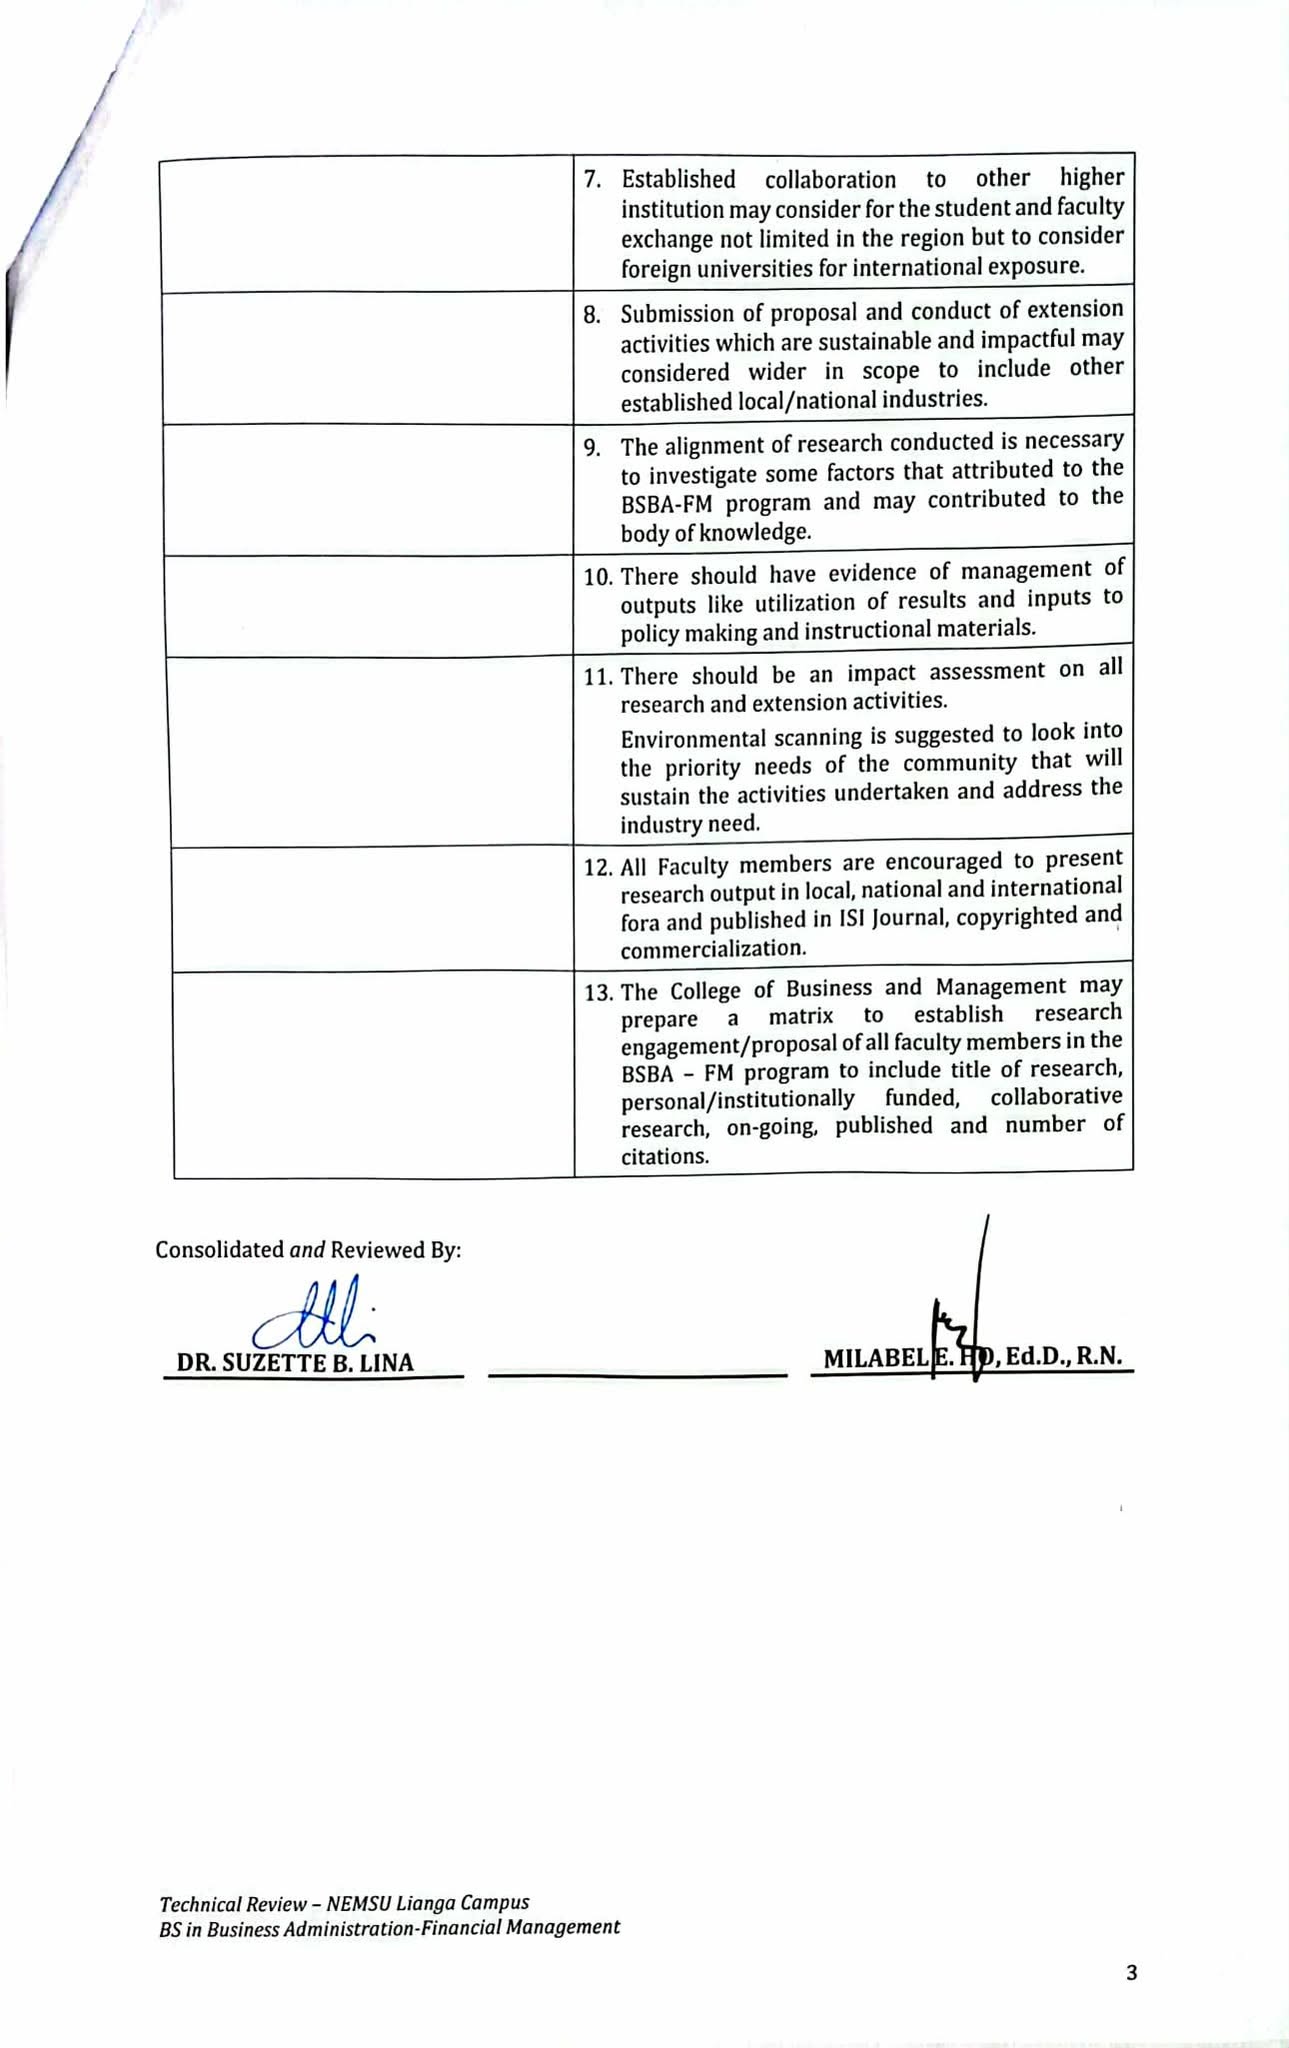 7. Established collaboration to other higher
institution may consider for the student and faculty
exchange not limited in the region but to consider
foreign universities for international exposure.
8. Submission of proposal and conduct of extension
activities which are sustainable and impactful may
considered wider in scope to include other
established local/national industries.
9. The alignment of research conducted is necessary
to investigate some factors that attributed to the
BSBA-FM program and may contributed to the
body of knowledge.
10. There should have evidence of management of
outputs like utilization of results and inputs to
policy making and instructional materials.
11. There should be an impact assessment on all
research and extension activities.
Environmental scanning is suggested to look into
the priority needs of the community that will
sustain the activities undertaken and address the
industry need.
12. All Faculty members are encouraged to present
research output in local, national and international
fora and published in ISI Journal, copyrighted and
commercialization.
13. The College of Business and Management may
prepare a matrix to establish research
engagement/proposal of all faculty members in the
BSBA – FM program to include title of research,
personal/institutionally funded, collaborative
research, on-going, published and number of
citations.
Consolidated and Reviewed By:
DR. SUZETTE B. LINA
MILABEL E. HO, Ed.D., R.N.
Technical Review – NEMSU Lianga Campus
BS in Business Administration-Financial Management
3